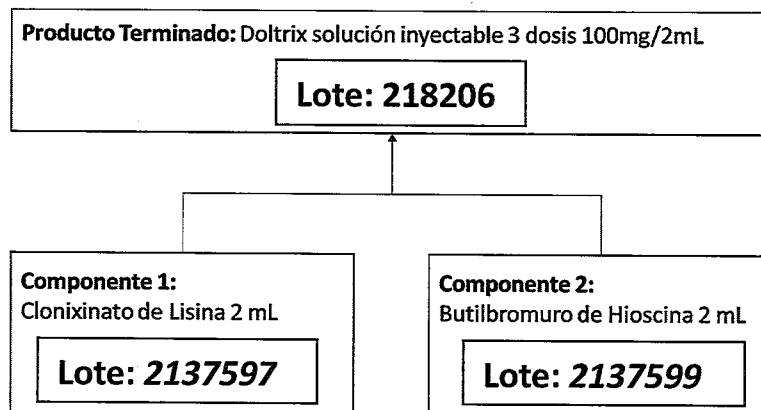 Producto Terminado: Doltrix solución inyectable 3 dosis 100mg/2mL
Lote: 218206
Componente 1:
Clonixinato de Lisina 2 mL
Lote: 2137597
Componente 2:
Butilbromuro de Hioscina 2 mL
Lote: 2137599